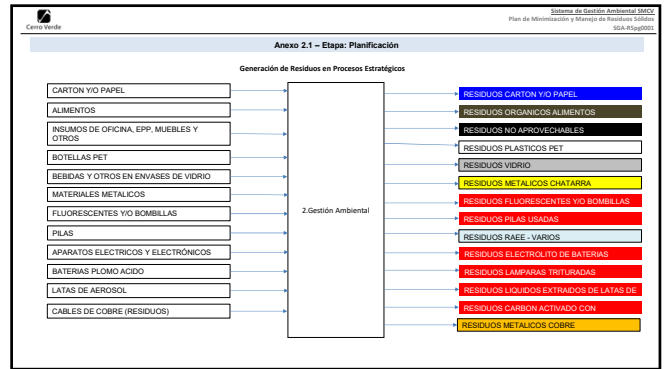 Cerro Verde
Sistema de Gestión Ambiental SMCV
Plan de Minimización y Manejo de Residuos Sólidos
SGA-RSpg0001
Anexo 2.1 – Etapa: Planificación
Generación de Residuos en Procesos Estratégicos
CARTON Y/O PAPEL
ALIMENTOS
INSUMOS DE OFICINA, EPP, MUEBLES Y
OTROS
BOTELLAS PET
BEBIDAS Y OTROS EN ENVASES DE VIDRIO
MATERIALES METALICOS
FLUORESCENTES Y/O BOMBILLAS
PILAS
APARATOS ELECTRICOS Y ELECTRÓNICOS
BATERIAS PLOMO ACIDO
LATAS DE AEROSOL
CABLES DE COBRE (RESIDUOS)
2.Gestión Ambiental
RESIDUOS CARTON Y/O PAPEL
RESIDUOS ORGANICOS ALIMENTOS
RESIDUOS NO APROVECHABLES
RESIDUOS PLASTICOS PET
RESIDUOS VIDRIO
RESIDUOS METALICOS CHATARRA
RESIDUOS FLUORESCENTES Y/O BOMBILLAS
RESIDUOS PILAS USADAS
RESIDUOS RAEE - VARIOS
RESIDUOS ELECTROLITO DE BATERIAS
RESIDUOS LAMPARAS TRITURADAS
RESIDUOS LIQUIDOS EXTRAIDOS DE LATAS DE
RESIDUOS CARBON ACTIVADO CON
RESIDUOS METALICOS COBRE